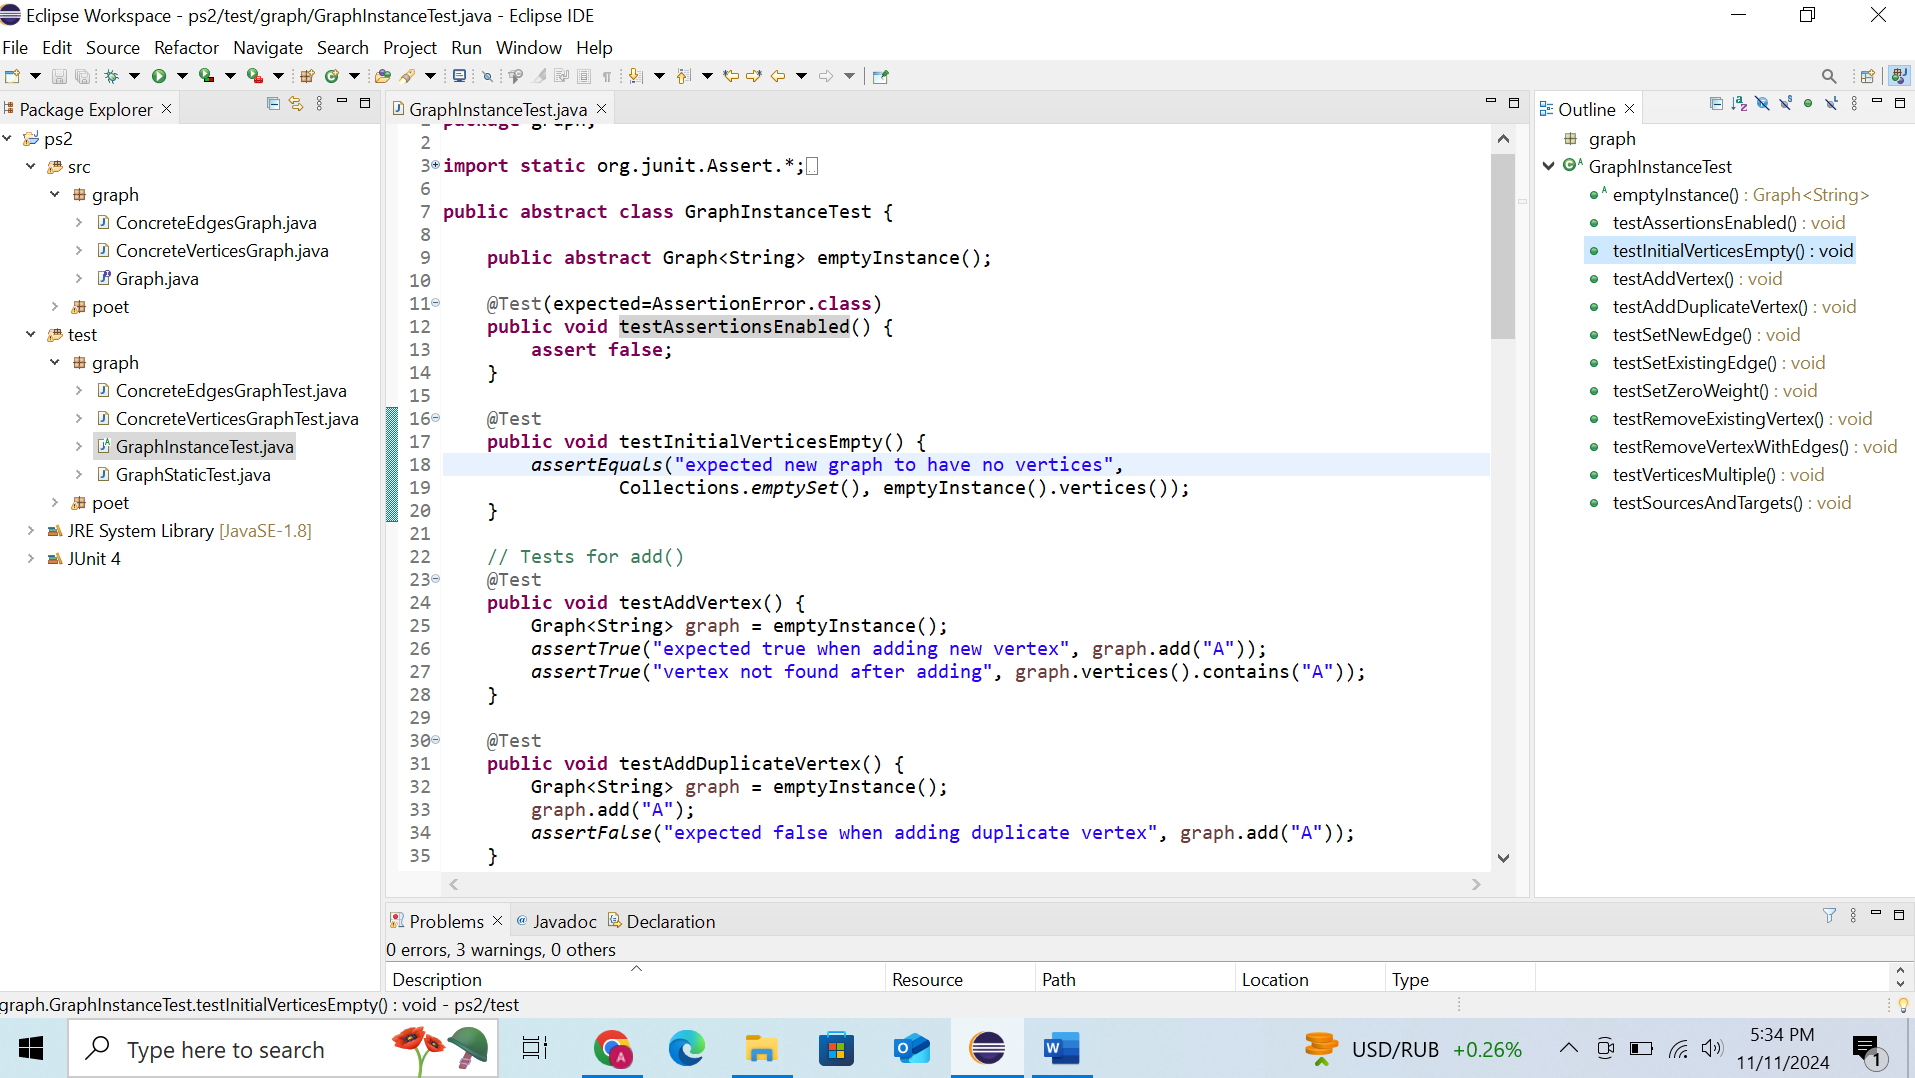 Eclipse Workspace - ps2/test/graph/GraphInstanceTest.java - Eclipse IDE
File Edit Source Refactor Navigate Search Project Run Window Help
Package Explorer
ps2
src
graph
ConcreteEdgesGraph.java
ConcreteVerticesGraph.java
Graph.java
poet
test
graph
ConcreteEdgesGraphTest.java
ConcreteVerticesGraphTest.java
GraphInstanceTest.java
GraphStaticTest.java
poet
JRE System Library [JavaSE-1.8]
JUnit 4
GraphInstanceTest.java
1 package graph;
2
3 import static org.junit.Assert.*;
6
7 public abstract class GraphInstanceTest {
8
9 public abstract Graph<String> emptyInstance();
10
11 @Test(expected=AssertionError.class)
12 public void testAssertionsEnabled() {
13 assert false;
14 }
15
16 @Test
17 public void testInitialVerticesEmpty() {
18 assertEquals("expected new graph to have no vertices",
19 Collections.emptySet(), emptyInstance().vertices());
20 }
21
22 // Tests for add()
23 @Test
24 public void testAddVertex() {
25 Graph<String> graph = emptyInstance();
26 assertTrue("expected true when adding new vertex", graph.add("A"));
27 assertTrue("vertex not found after adding", graph.vertices().contains("A"));
28 }
29
30 @Test
31 public void testAddDuplicateVertex() {
32 Graph<String> graph = emptyInstance();
33 graph.add("A");
34 assertFalse("expected false when adding duplicate vertex", graph.add("A"));
35 }
Outline
graph
GraphInstanceTest
emptyInstance() : Graph<String>
testAssertionsEnabled() : void
testInitialVerticesEmpty() : void
testAddVertex() : void
testAddDuplicateVertex() : void
testSetNewEdge() : void
testSetExistingEdge() : void
testSetZeroWeight() : void
testRemoveExistingVertex() : void
testRemoveVertexWithEdges() : void
testVerticesMultiple() : void
testSourcesAndTargets() : void
Problems @ Javadoc Declaration
0 errors, 3 warnings, 0 others
Description Resource Path Location Type
graph.GraphInstanceTest.testInitialVerticesEmpty() : void - ps2/test
Type here to search
USD/RUB +0.26%
5:34 PM
11/11/2024
1